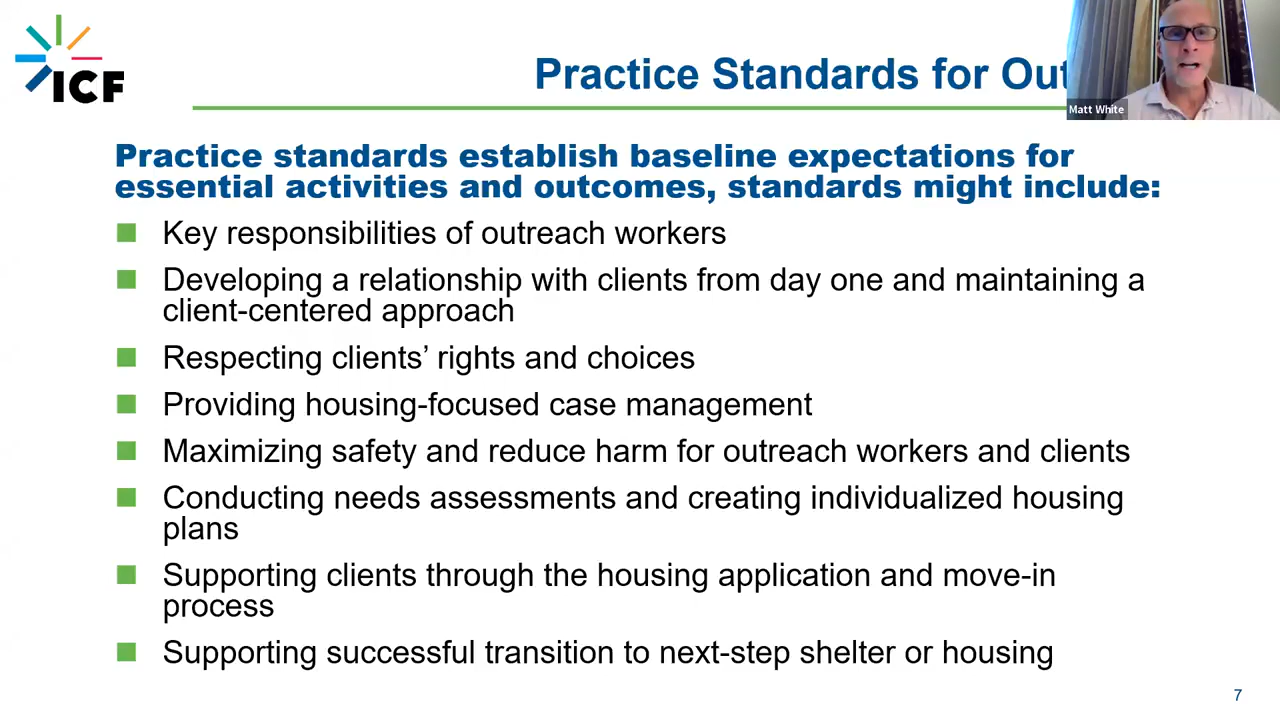 ICF
Practice Standards for Out
Matt White
Practice standards establish baseline expectations for
essential activities and outcomes, standards might include:
Key responsibilities of outreach workers
Developing a relationship with clients from day one and maintaining a
client-centered approach
Respecting clients’ rights and choices
Providing housing-focused case management
Maximizing safety and reduce harm for outreach workers and clients
Conducting needs assessments and creating individualized housing
plans
Supporting clients through the housing application and move-in
process
Supporting successful transition to next-step shelter or housing
7